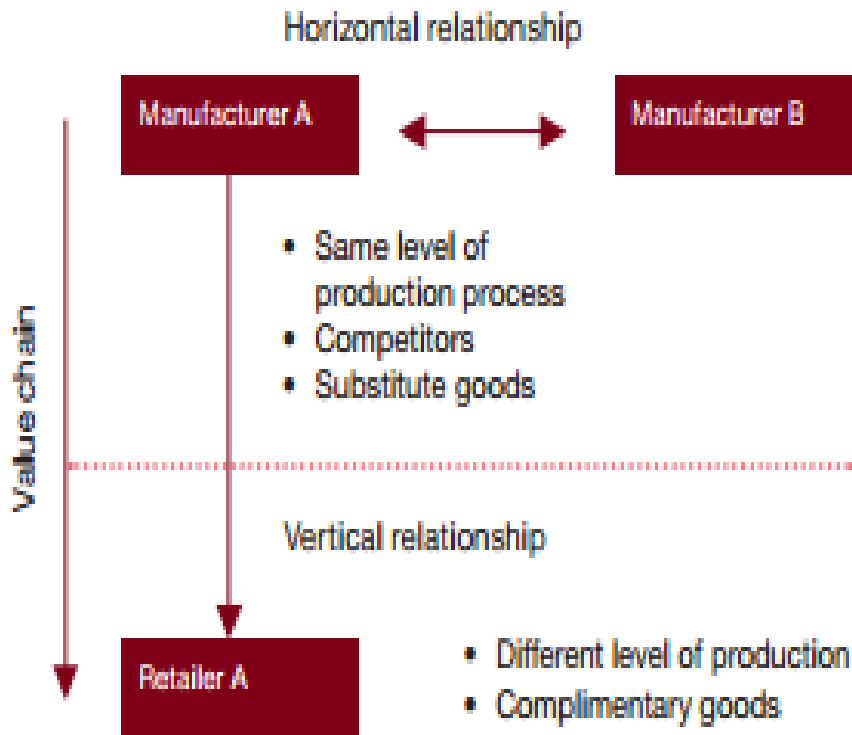 Horizontal relationship
Manufacturer A
Manufacturer B
• Same level of
production process
• Competitors
• Substitute goods
Value chain
Vertical relationship
Retailer A
• Different level of production
• Complimentary goods